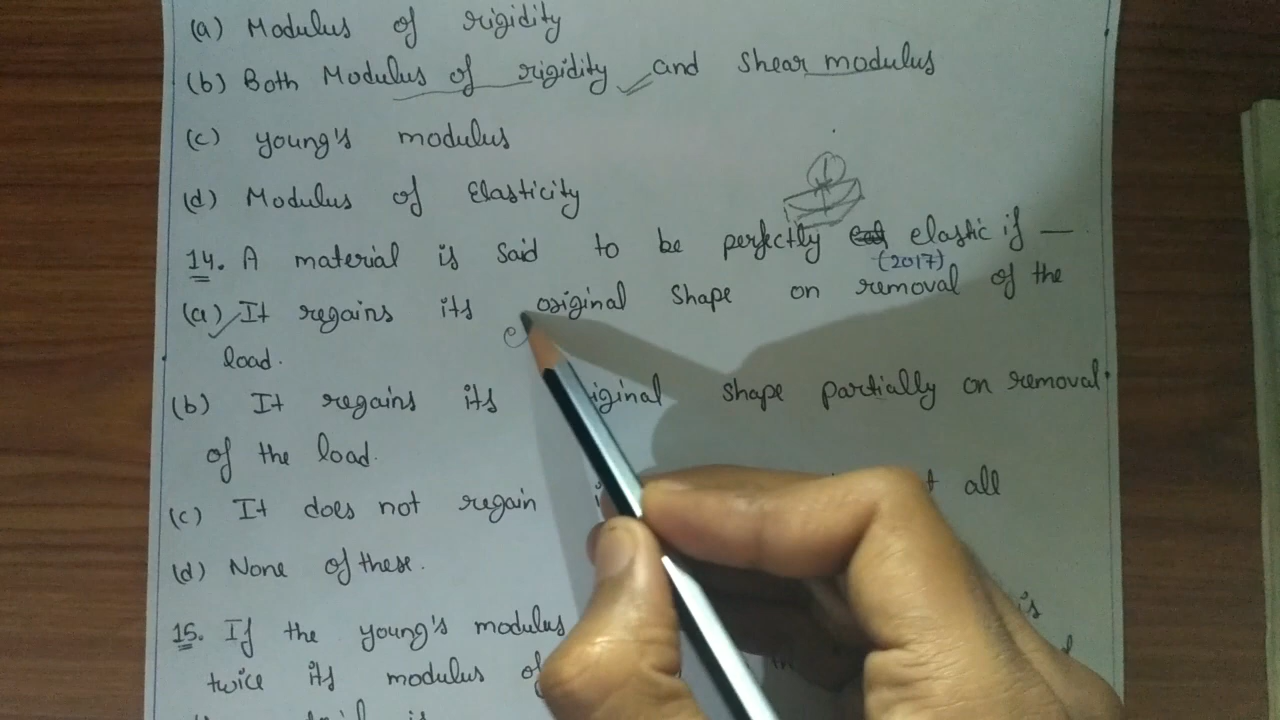 (a) Modulus of rigidity
(b) Both Modulus of rigidity and shear modulus
(c) young's modulus
(d) Modulus of Elasticity
14. A material is said to be perfectly elastic if —
(2017)
(a) It regains its original shape on removal of the
load.
(b) It regains its iginal shape partially on removal
of the load.
(c) It does not regain all
(d) None of these.
15. If the young's modulus is
twice its modulus of